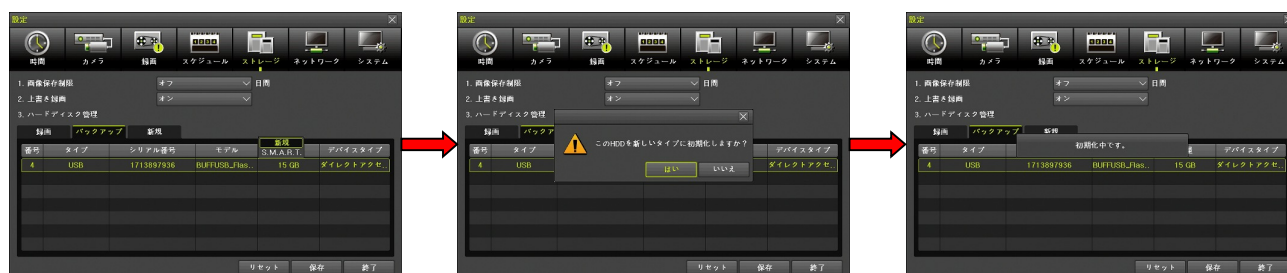 設定
時間 カメラ 録画 スケジュール ストレージ ネットワーク システム
1. 画像保存制限 オフ 日間
2. 上書き録画 オン
3. ハードディスク管理
録画 バックアップ 新規
番号 タイプ シリアル番号 モデル 新規 S.M.A.R.T. デバイスタイプ
4 USB 1713897936 BUFFUSB_Flas.. 15 GB ダイレクトアクセ..
リセット 保存 終了
設定
時間 カメラ 録画 スケジュール ストレージ ネットワーク システム
1. 画像保存制限 オフ 日間
2. 上書き録画 オン
3. ハードディスク管理
録画 バックア
このHDDを新しいタイプに初期化しますか？
はい いいえ
番号 タイプ デバイスタイプ
4 USB ダイレクトアクセ..
リセット 保存 終了
設定
時間 カメラ 録画 スケジュール ストレージ ネットワーク システム
1. 画像保存制限 オフ 日間
2. 上書き録画 オン
3. ハードディスク管理
録画 バックアップ 新規
初期化中です。
番号 タイプ デバイスタイプ
4 USB 1713897936 BUFFUSB_Flas.. 15 GB ダイレクトアクセ..
リセット 保存 終了